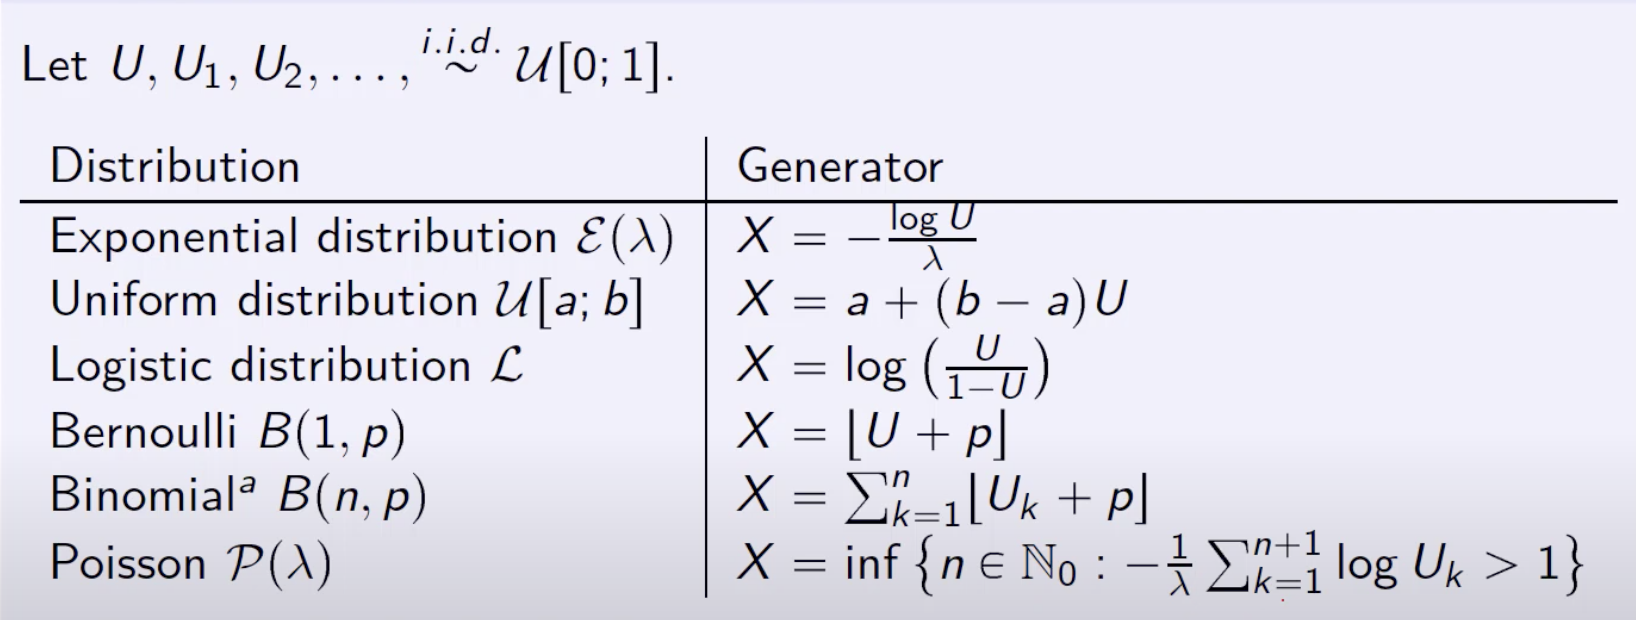 Let U, U₁, U₂, ..., i.i.d. ∼ 𝒰[0; 1].
Distribution Generator
Exponential distribution ℰ(λ) X = −log U / λ
Uniform distribution 𝒰[a; b] X = a + (b − a)U
Logistic distribution ℒ X = log (U / 1−U)
Bernoulli B(1, p) X = ⌊U + p⌋
Binomialᵃ B(n, p) X = ∑ₖ₌₁ⁿ⌊Uₖ + p⌋
Poisson 𝒫(λ) X = inf {n ∈ ℕ₀ : −1/λ ∑ₖ₌₁ⁿ⁺¹ log Uₖ > 1}